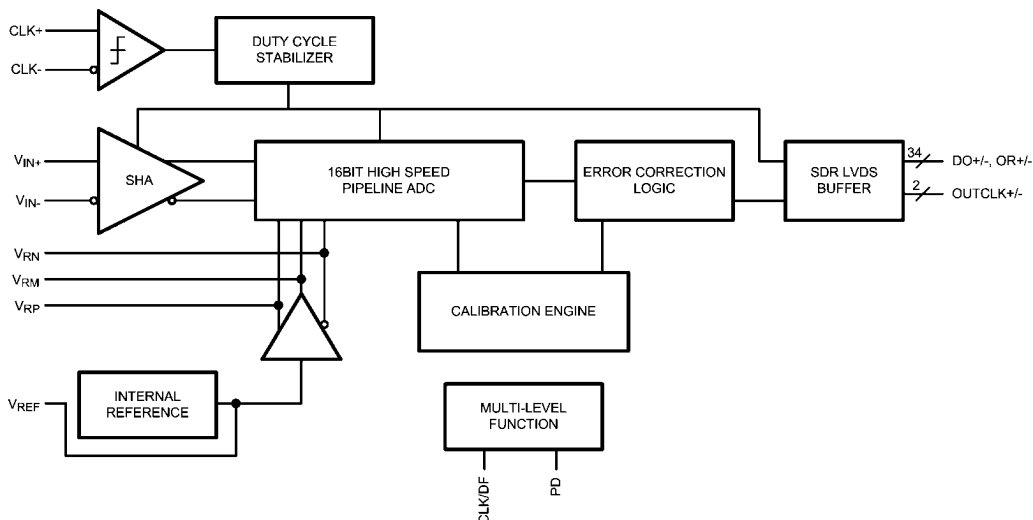 CLK+
CLK-
DUTY CYCLE
STABILIZER
VIN+
VIN-
SHA
16BIT HIGH SPEED
PIPELINE ADC
ERROR CORRECTION
LOGIC
SDR LVDS
BUFFER
34
DO+/-, OR+/-
2
OUTCLK+/-
VRN
VRM
VRP
CALIBRATION ENGINE
VREF
INTERNAL
REFERENCE
MULTI-LEVEL
FUNCTION
CLK/DF
PD